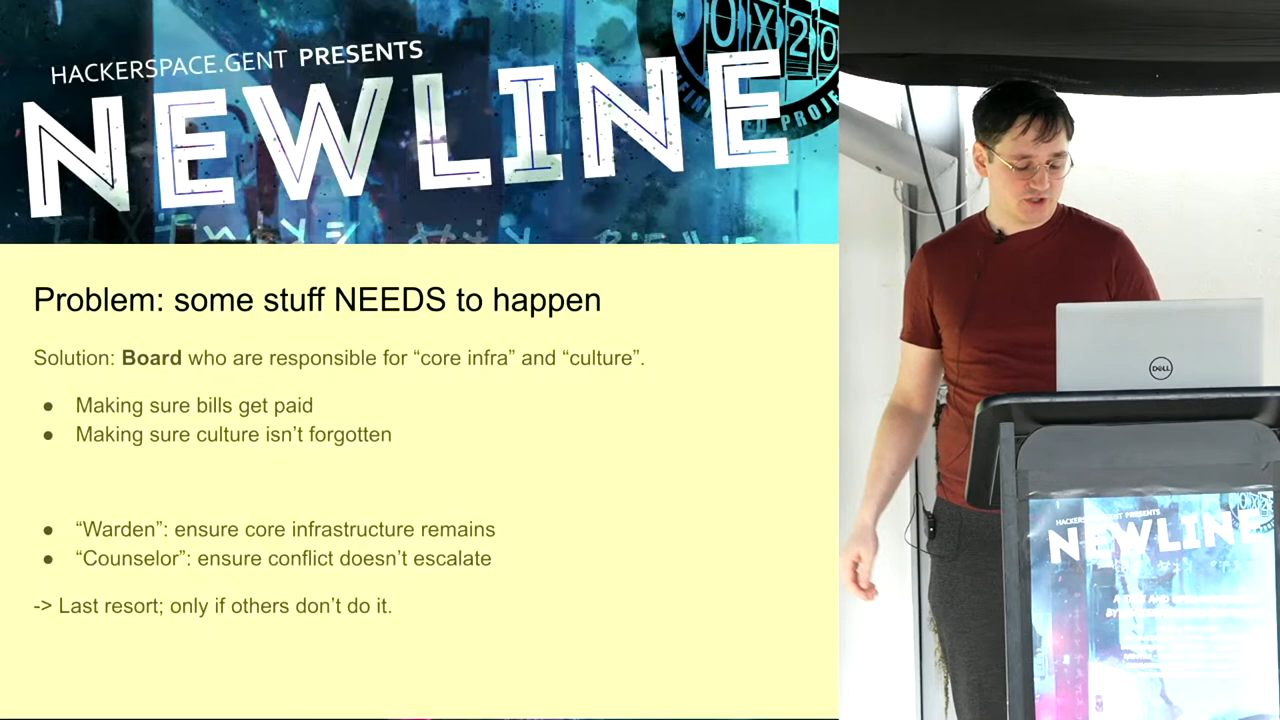 HACKERSPACE.GENT PRESENTS
NEWLINE
0X20
Problem: some stuff NEEDS to happen
Solution: Board who are responsible for “core infra” and “culture”.
● Making sure bills get paid
● Making sure culture isn’t forgotten
● “Warden”: ensure core infrastructure remains
● “Counselor”: ensure conflict doesn’t escalate
-> Last resort; only if others don’t do it.
DELL
HACKERSPACE.GENT PRESENTS
NEWLINE